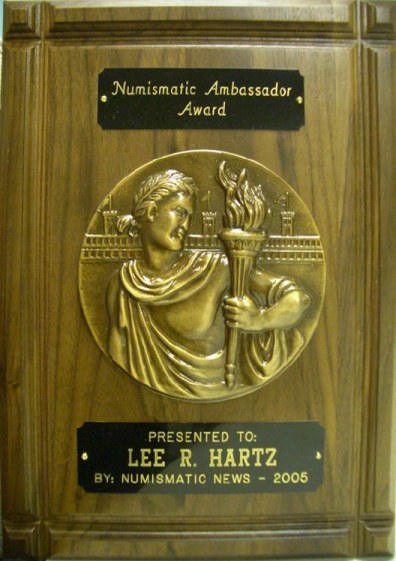 Numismatic Ambassador
Award
PRESENTED TO:
LEE R. HARTZ
BY: NUMISMATIC NEWS – 2005